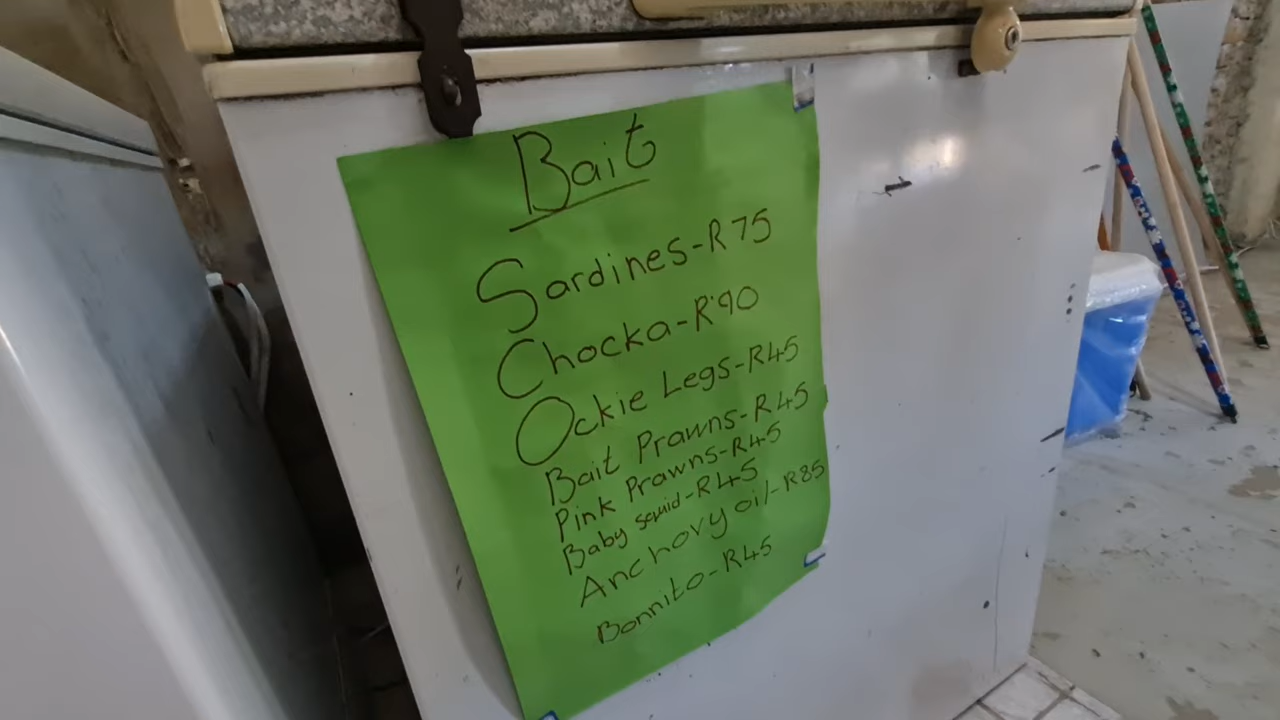 Bait
Sardines-R75
Chocka-R90
Ockie Legs-R45
Bait Prawns-R45
Pink Prawns-R45
Baby Squid-R45
Anchovy oil-R85
Bonnito-R45